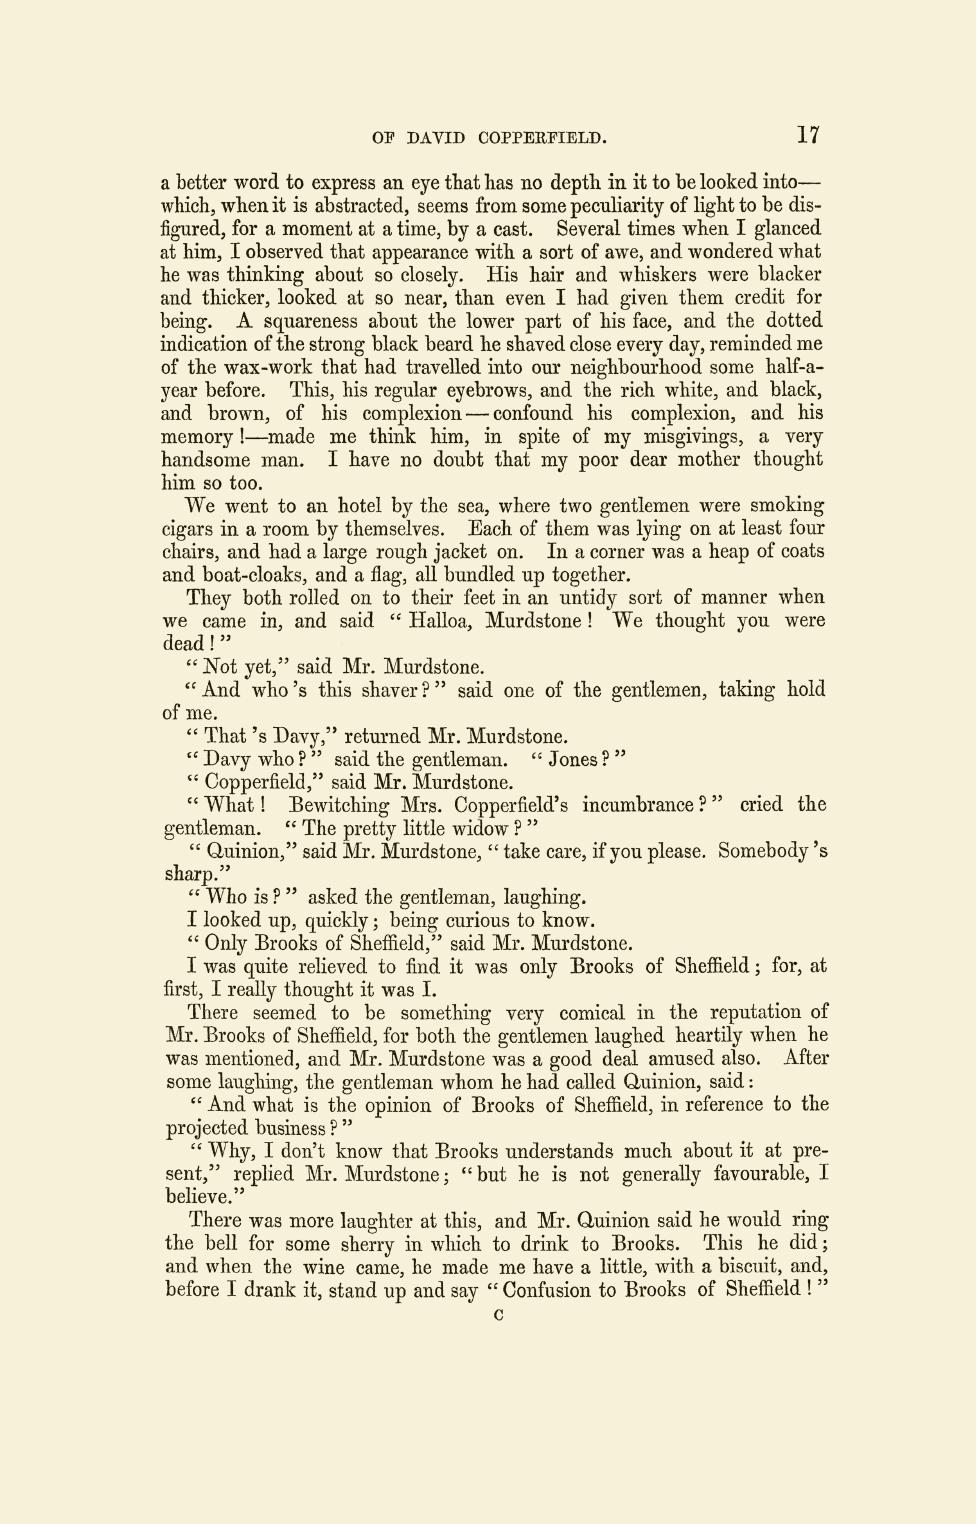 OF DAVID COPPERFIELD. 17
a better word to express an eye that has no depth in it to be looked into—
which, when it is abstracted, seems from some peculiarity of light to be dis-
figured, for a moment at a time, by a cast. Several times when I glanced
at him, I observed that appearance with a sort of awe, and wondered what
he was thinking about so closely. His hair and whiskers were blacker
and thicker, looked at so near, than even I had given them credit for
being. A squareness about the lower part of his face, and the dotted
indication of the strong black beard he shaved close every day, reminded me
of the wax-work that had travelled into our neighbourhood some half-a-
year before. This, his regular eyebrows, and the rich white, and black,
and brown, of his complexion—confound his complexion, and his
memory!—made me think him, in spite of my misgivings, a very
handsome man. I have no doubt that my poor dear mother thought
him so too.
We went to an hotel by the sea, where two gentlemen were smoking
cigars in a room by themselves. Each of them was lying on at least four
chairs, and had a large rough jacket on. In a corner was a heap of coats
and boat-cloaks, and a flag, all bundled up together.
They both rolled on to their feet in an untidy sort of manner when
we came in, and said “Halloa, Murdstone! We thought you were
dead!”
“Not yet,” said Mr. Murdstone.
“And who's this shaver?” said one of the gentlemen, taking hold
of me.
“That's Davy,” returned Mr. Murdstone.
“Davy who?” said the gentleman. “Jones?”
“Copperfield,” said Mr. Murdstone.
“What! Bewitching Mrs. Copperfield's incumbrance?” cried the
gentleman. “The pretty little widow?”
“Quinion,” said Mr. Murdstone, “take care, if you please. Somebody's
sharp.”
“Who is?” asked the gentleman, laughing.
I looked up, quickly; being curious to know.
“Only Brooks of Sheffield,” said Mr. Murdstone.
I was quite relieved to find it was only Brooks of Sheffield; for, at
first, I really thought it was I.
There seemed to be something very comical in the reputation of
Mr. Brooks of Sheffield, for both the gentlemen laughed heartily when he
was mentioned, and Mr. Murdstone was a good deal amused also. After
some laughing, the gentleman whom he had called Quinion, said:
“And what is the opinion of Brooks of Sheffield, in reference to the
projected business?”
“Why, I don't know that Brooks understands much about it at pre-
sent,” replied Mr. Murdstone; “but he is not generally favourable, I
believe.”
There was more laughter at this, and Mr. Quinion said he would ring
the bell for some sherry in which to drink to Brooks. This he did;
and when the wine came, he made me have a little, with a biscuit, and,
before I drank it, stand up and say “Confusion to Brooks of Sheffield!”
C